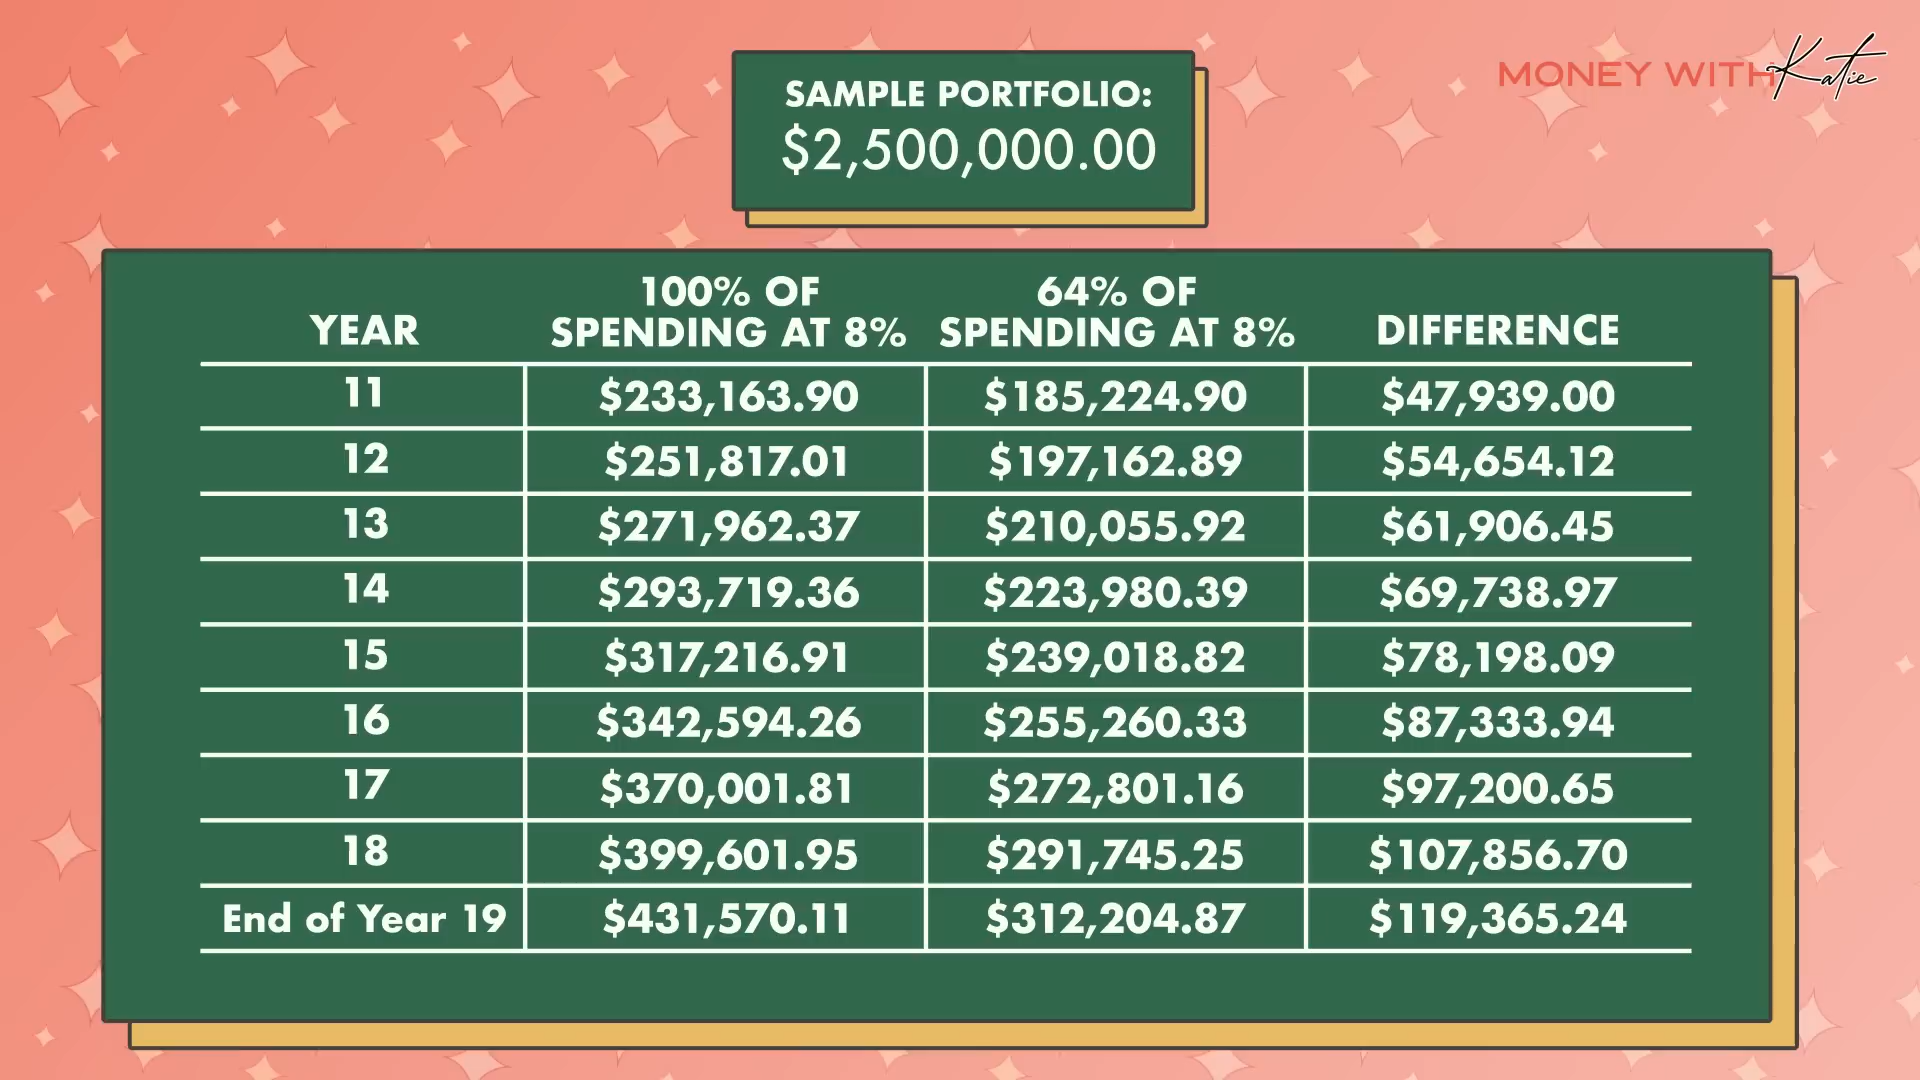 MONEY WITH Katie
SAMPLE PORTFOLIO:
$2,500,000.00
YEAR
100% OF
SPENDING AT 8%
64% OF
SPENDING AT 8%
DIFFERENCE
11 $233,163.90 $185,224.90 $47,939.00
12 $251,817.01 $197,162.89 $54,654.12
13 $271,962.37 $210,055.92 $61,906.45
14 $293,719.36 $223,980.39 $69,738.97
15 $317,216.91 $239,018.82 $78,198.09
16 $342,594.26 $255,260.33 $87,333.94
17 $370,001.81 $272,801.16 $97,200.65
18 $399,601.95 $291,745.25 $107,856.70
End of Year 19 $431,570.11 $312,204.87 $119,365.24